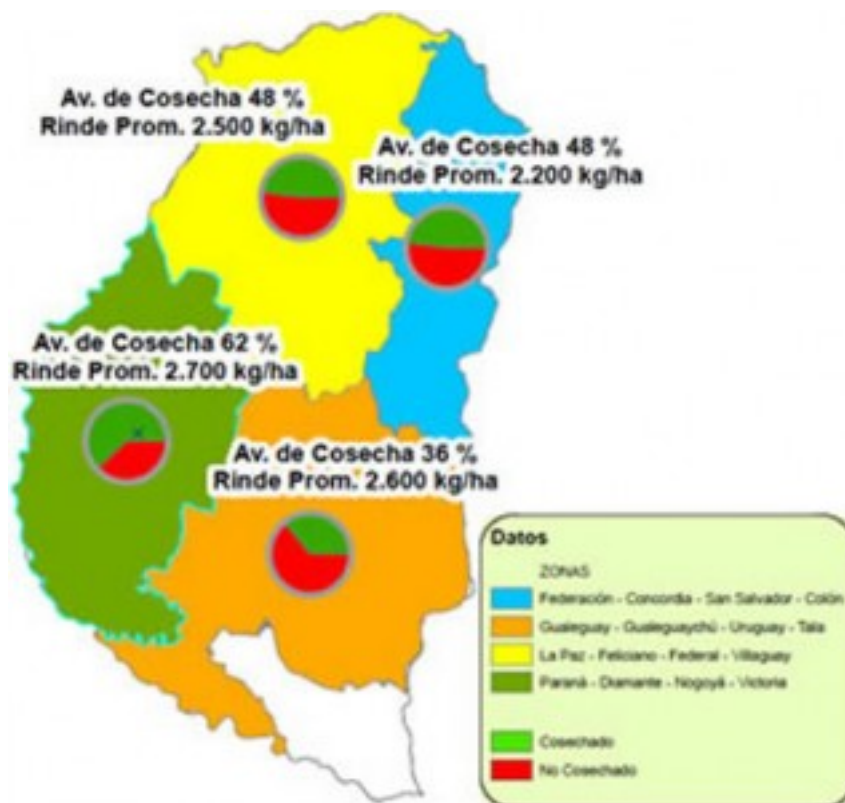 Av. de Cosecha 48 %
Rinde Prom. 2.500 kg/ha
Av. de Cosecha 48 %
Rinde Prom. 2.200 kg/ha
Av. de Cosecha 62 %
Rinde Prom. 2.700 kg/ha
Av. de Cosecha 36 %
Rinde Prom. 2.600 kg/ha
Datos
ZONAS
Federación - Concordia - San Salvador - Colón
Gualeguay - Gualeguaychú - Uruguay - Tala
La Paz - Feliciano - Federal - Villaguay
Paraná - Diamante - Nogoyá - Victoria
Cosechado
No Cosechado